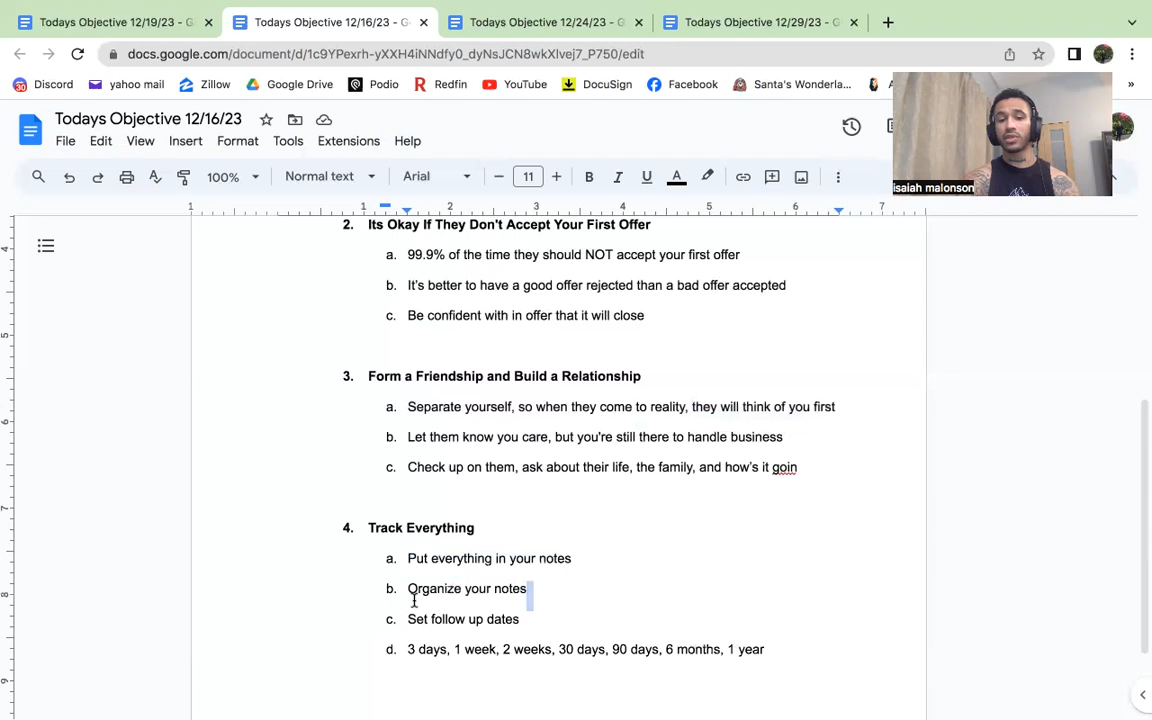 Todays Objective 12/19/23 - G
Todays Objective 12/16/23 - G
Todays Objective 12/24/23 - G
Todays Objective 12/29/23 - G
docs.google.com/document/d/1c9YPexrh-yXXH4iNNdfy0_dyNsJCN8wkXlvej7_P750/edit
30
Discord
yahoo mail
Zillow
Google Drive
Podio
Redfin
YouTube
DocuSign
Facebook
Santa's Wonderla...
Todays Objective 12/16/23
File Edit View Insert Format Tools Extensions Help
isaiah malonson
100% Normal text Arial 11
1 1 2 3 4 5 6 7
2. Its Okay If They Don't Accept Your First Offer
a. 99.9% of the time they should NOT accept your first offer
b. It's better to have a good offer rejected than a bad offer accepted
c. Be confident with in offer that it will close
3. Form a Friendship and Build a Relationship
a. Separate yourself, so when they come to reality, they will think of you first
b. Let them know you care, but you're still there to handle business
c. Check up on them, ask about their life, the family, and how's it goin
4. Track Everything
a. Put everything in your notes
b. Organize your notes
c. Set follow up dates
d. 3 days, 1 week, 2 weeks, 30 days, 90 days, 6 months, 1 year